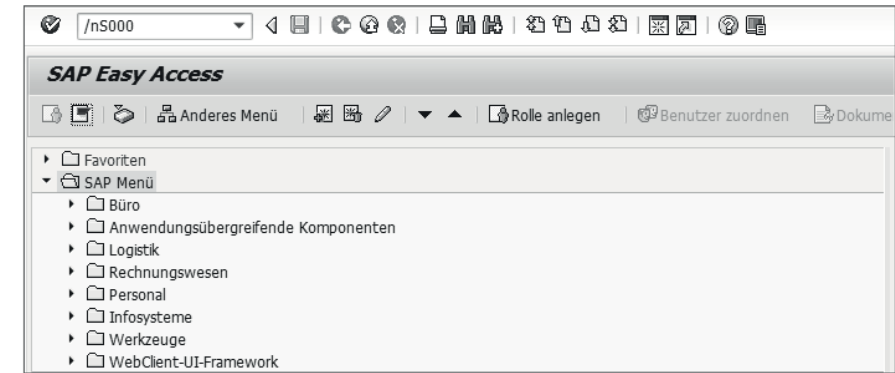 /nS000
SAP Easy Access
Anderes Menü Rolle anlegen Benutzer zuordnen Dokume
Favoriten
SAP Menü
Büro
Anwendungsübergreifende Komponenten
Logistik
Rechnungswesen
Personal
Infosysteme
Werkzeuge
WebClient-UI-Framework